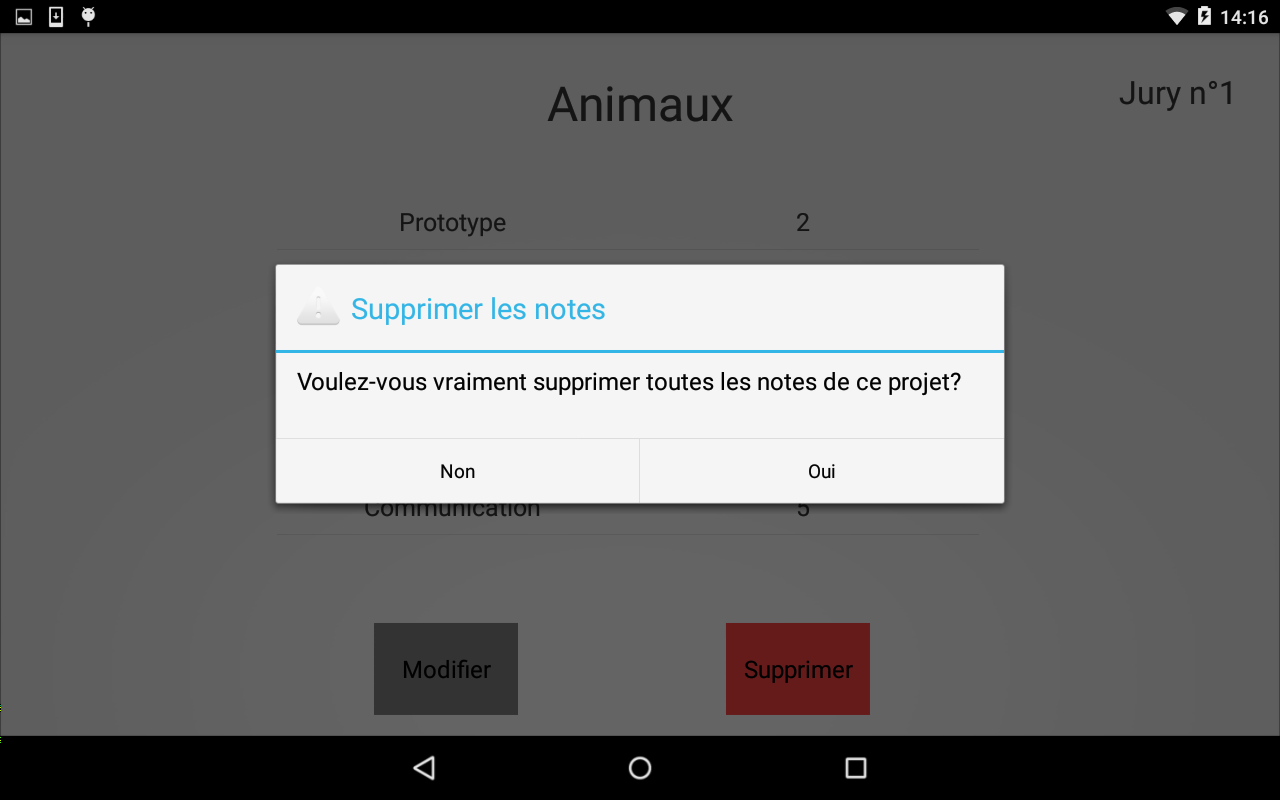 14:16
Animaux
Jury n°1
Prototype 2
Supprimer les notes
Voulez-vous vraiment supprimer toutes les notes de ce projet?
Non Oui
Communication 5
Modifier Supprimer